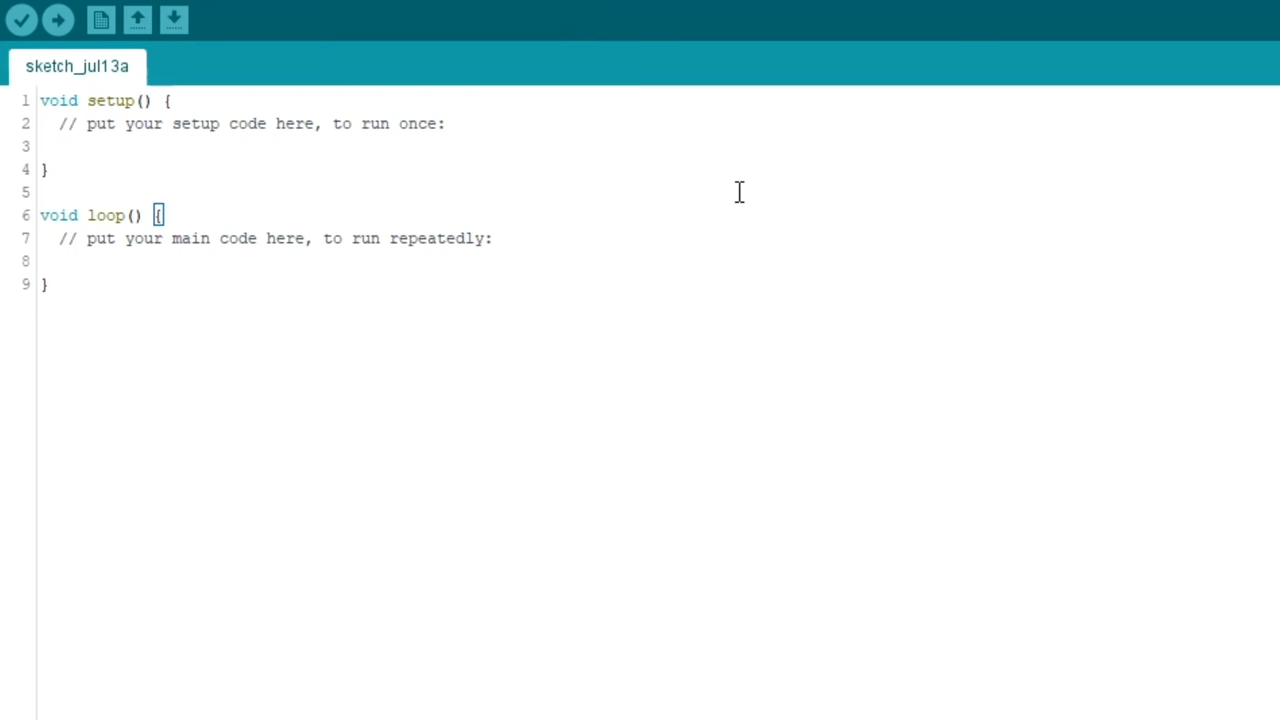 sketch_jul13a
1 void setup() {
2 // put your setup code here, to run once:
3
4 }
5
6 void loop() {
7 // put your main code here, to run repeatedly:
8
9 }